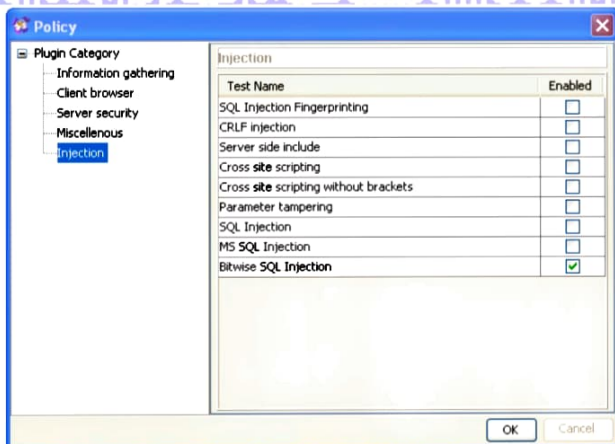 Policy
Plugin Category
Information gathering
Client browser
Server security
Miscellenous
Injection
Injection
Test Name Enabled
SQL Injection Fingerprinting
CRLF injection
Server side include
Cross site scripting
Cross site scripting without brackets
Parameter tampering
SQL Injection
MS SQL Injection
Bitwise SQL Injection
OK Cancel